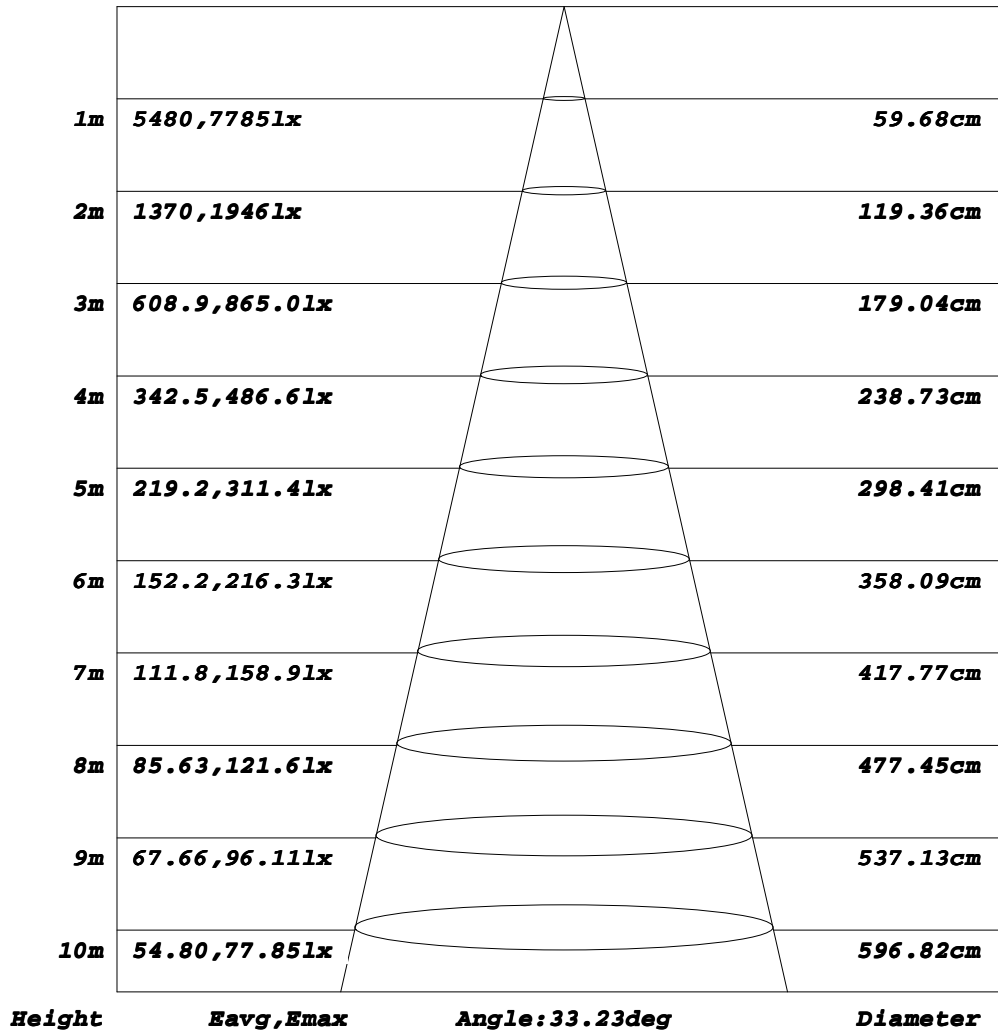 1m 5480,7785lx 59.68cm
2m 1370,1946lx 119.36cm
3m 608.9,865.0lx 179.04cm
4m 342.5,486.6lx 238.73cm
5m 219.2,311.4lx 298.41cm
6m 152.2,216.3lx 358.09cm
7m 111.8,158.9lx 417.77cm
8m 85.63,121.6lx 477.45cm
9m 67.66,96.11lx 537.13cm
10m 54.80,77.85lx 596.82cm
Height Eavg,Emax Angle:33.23deg Diameter